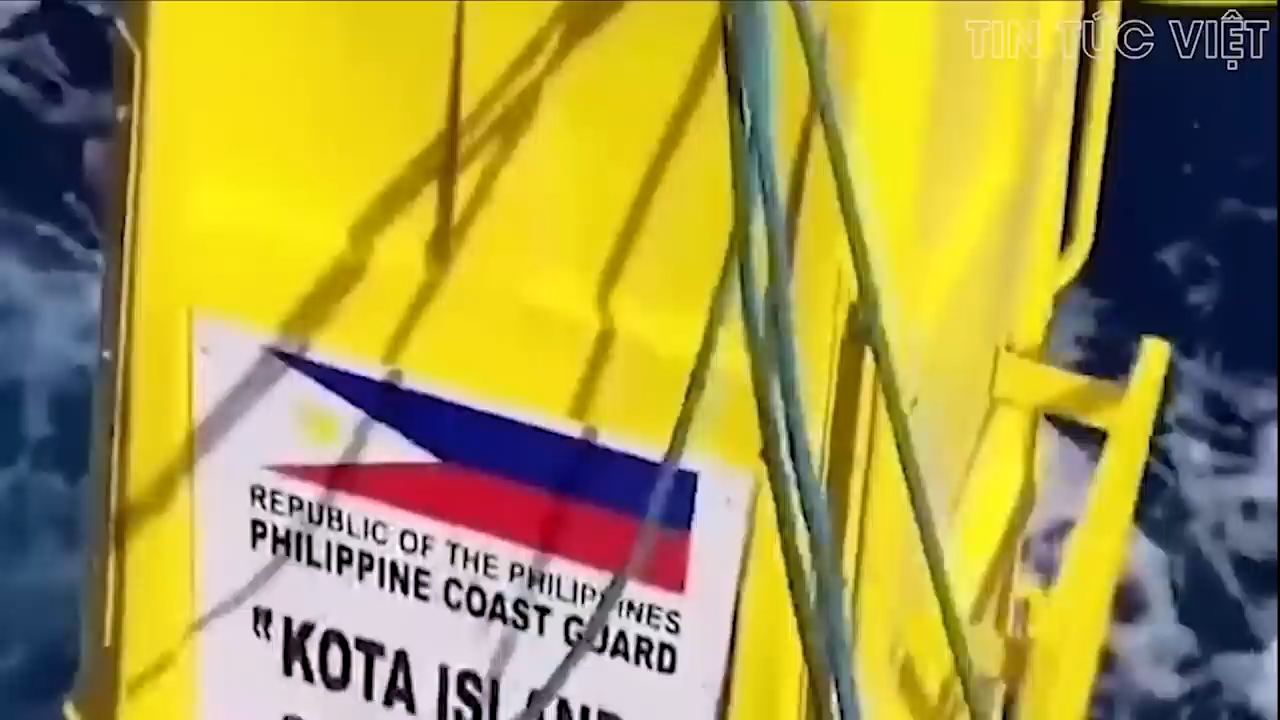 TIN TỨC VIỆT
REPUBLIC OF THE PHILIPPINES
PHILIPPINE COAST GUARD
"KOTA ISLAND